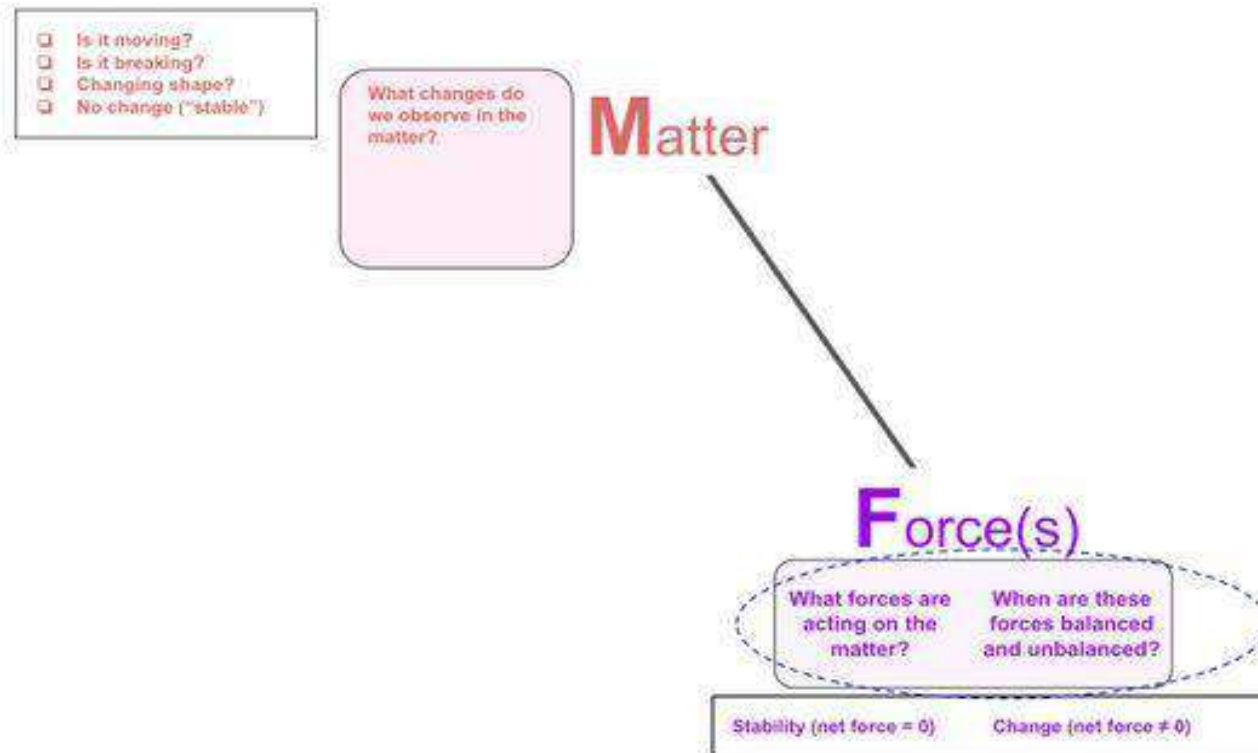 ❑ Is it moving?
❑ Is it breaking?
❑ Changing shape?
❑ No change (“stable”)
What changes do
we observe in the
matter?
Matter
Force(s)
What forces are
acting on the
matter?
When are these
forces balanced
and unbalanced?
Stability (net force = 0)
Change (net force ≠ 0)